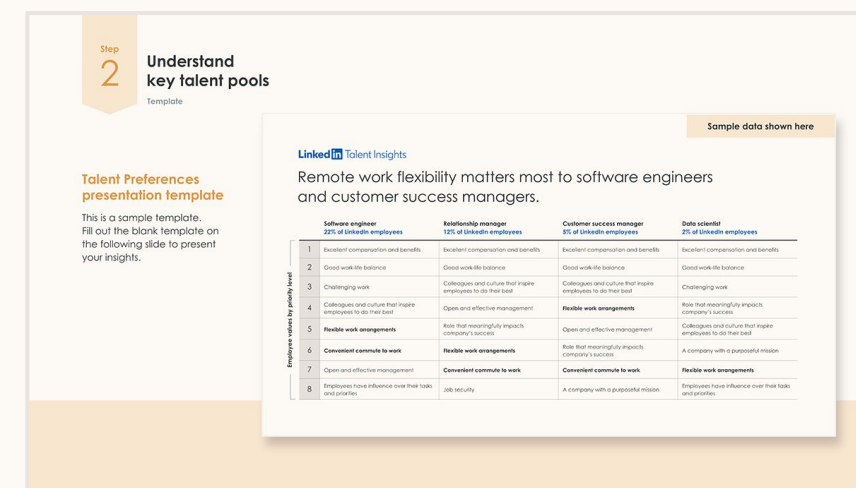 Step
2
Understand
key talent pools
Template
Sample data shown here
Talent Preferences
presentation template
This is a sample template.
Fill out the blank template on
the following slide to present
your insights.
Linked in Talent Insights
Remote work flexibility matters most to software engineers
and customer success managers.
Software engineer Relationship manager Customer success manager Data scientist
22% of LinkedIn employees 12% of LinkedIn employees 5% of LinkedIn employees 2% of LinkedIn employees
Employee values by priority level
1 Excellent compensation and benefits Excellent compensation and benefits Excellent compensation and benefits Excellent compensation and benefits
2 Good work-life balance Good work-life balance Good work-life balance Good work-life balance
3 Challenging work Colleagues and culture that inspire employees to do their best Colleagues and culture that inspire employees to do their best Challenging work
4 Colleagues and culture that inspire employees to do their best Open and effective management Flexible work arrangements Role that meaningfully impacts company's success
5 Flexible work arrangements Role that meaningfully impacts company's success Open and effective management Colleagues and culture that inspire employees to do their best
6 Convenient commute to work Flexible work arrangements Role that meaningfully impacts company's success A company with a purposeful mission
7 Open and effective management Convenient commute to work Convenient commute to work Flexible work arrangements
8 Employees have influence over their tasks and priorities Job security A company with a purposeful mission Employees have influence over their tasks and priorities